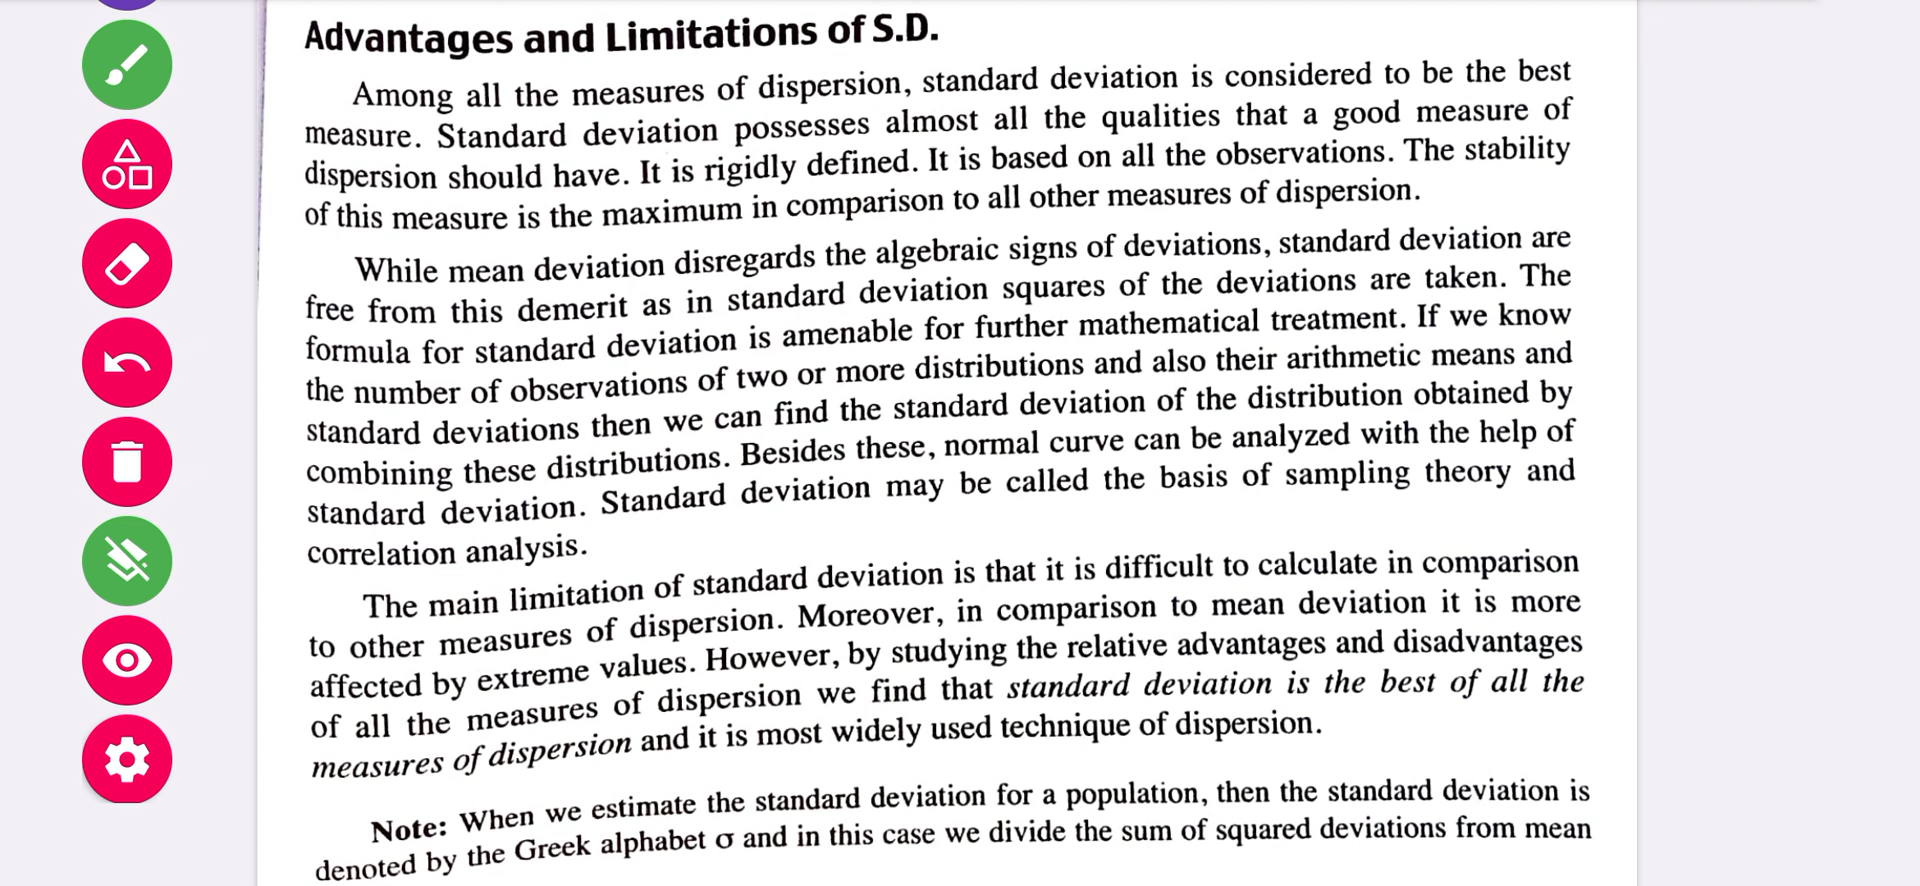 Advantages and Limitations of S.D.
Among all the measures of dispersion, standard deviation is considered to be the best
measure. Standard deviation possesses almost all the qualities that a good measure of
dispersion should have. It is rigidly defined. It is based on all the observations. The stability
of this measure is the maximum in comparison to all other measures of dispersion.
While mean deviation disregards the algebraic signs of deviations, standard deviation are
free from this demerit as in standard deviation squares of the deviations are taken. The
formula for standard deviation is amenable for further mathematical treatment. If we know
the number of observations of two or more distributions and also their arithmetic means and
standard deviations then we can find the standard deviation of the distribution obtained by
combining these distributions. Besides these, normal curve can be analyzed with the help of
standard deviation. Standard deviation may be called the basis of sampling theory and
correlation analysis.
The main limitation of standard deviation is that it is difficult to calculate in comparison
to other measures of dispersion. Moreover, in comparison to mean deviation it is more
affected by extreme values. However, by studying the relative advantages and disadvantages
of all the measures of dispersion we find that standard deviation is the best of all the
measures of dispersion and it is most widely used technique of dispersion.
Note: When we estimate the standard deviation for a population, then the standard deviation is
denoted by the Greek alphabet σ and in this case we divide the sum of squared deviations from mean